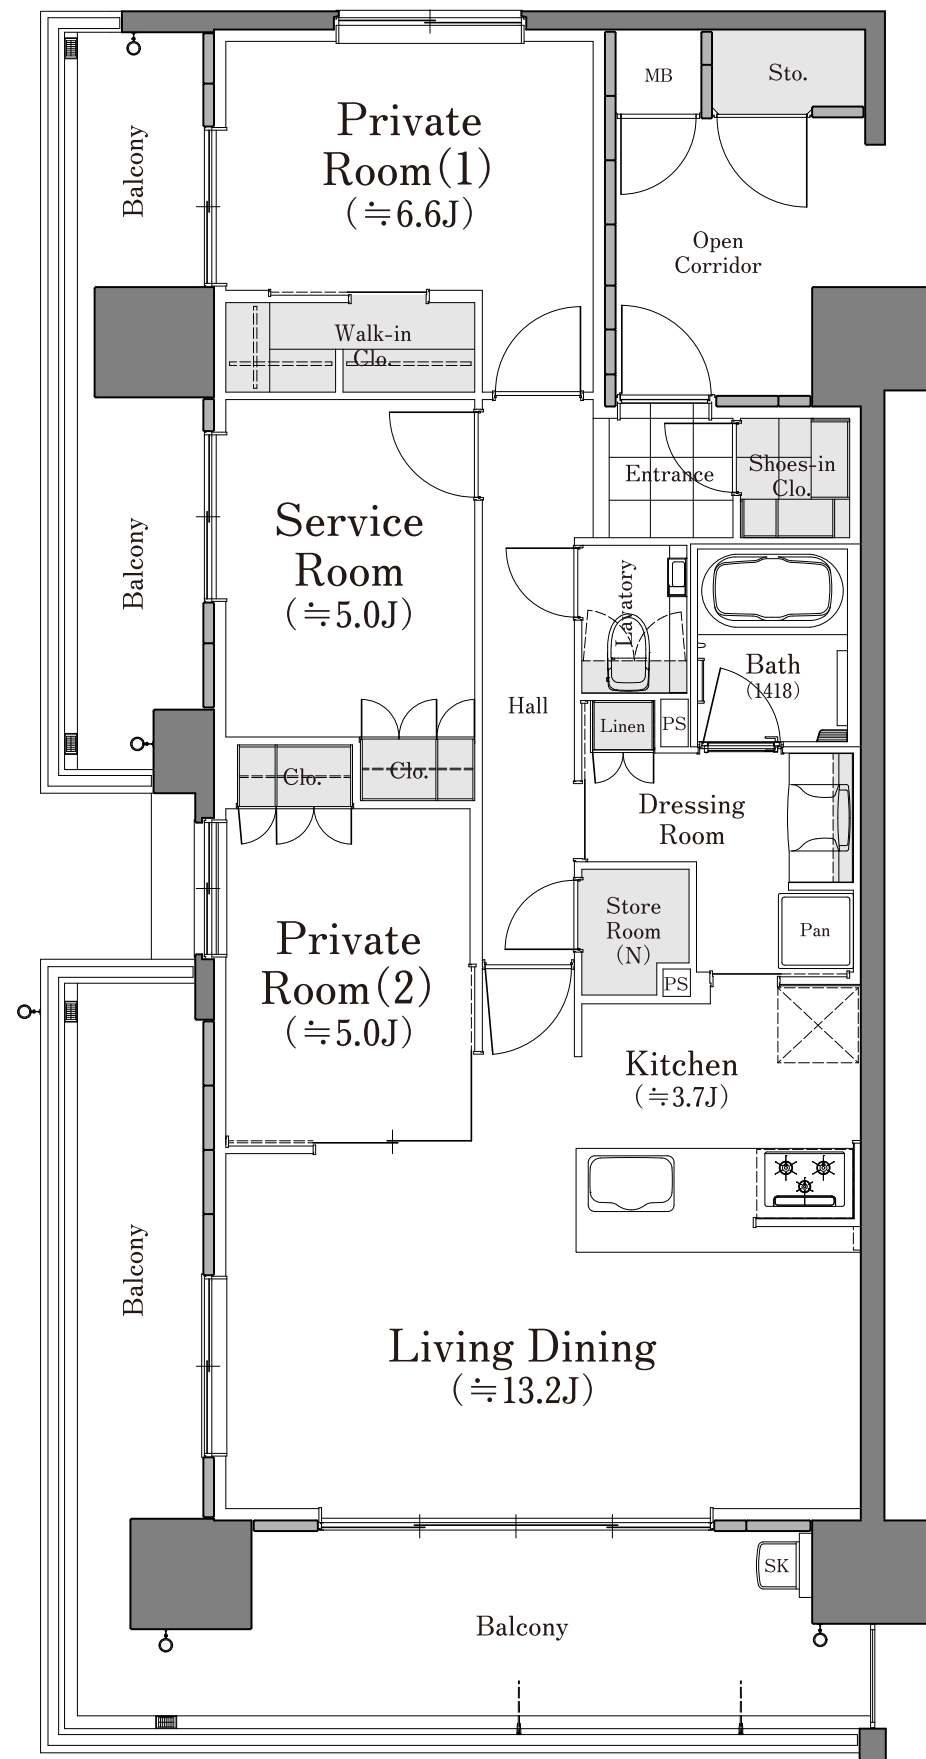 MB
Sto.
Private
Room(1)
(≒6.6J)
Balcony
Open
Corridor
Walk-in
Clo.
Entrance
Shoes-in
Clo.
Service
Room
(≒5.0J)
Balcony
Lavatory
Bath
(1418)
Hall
Linen
PS
Clo.
Clo.
Dressing
Room
Store
Room
(N)
Pan
PS
Private
Room(2)
(≒5.0J)
Kitchen
(≒3.7J)
Balcony
Living Dining
(≒13.2J)
SK
Balcony